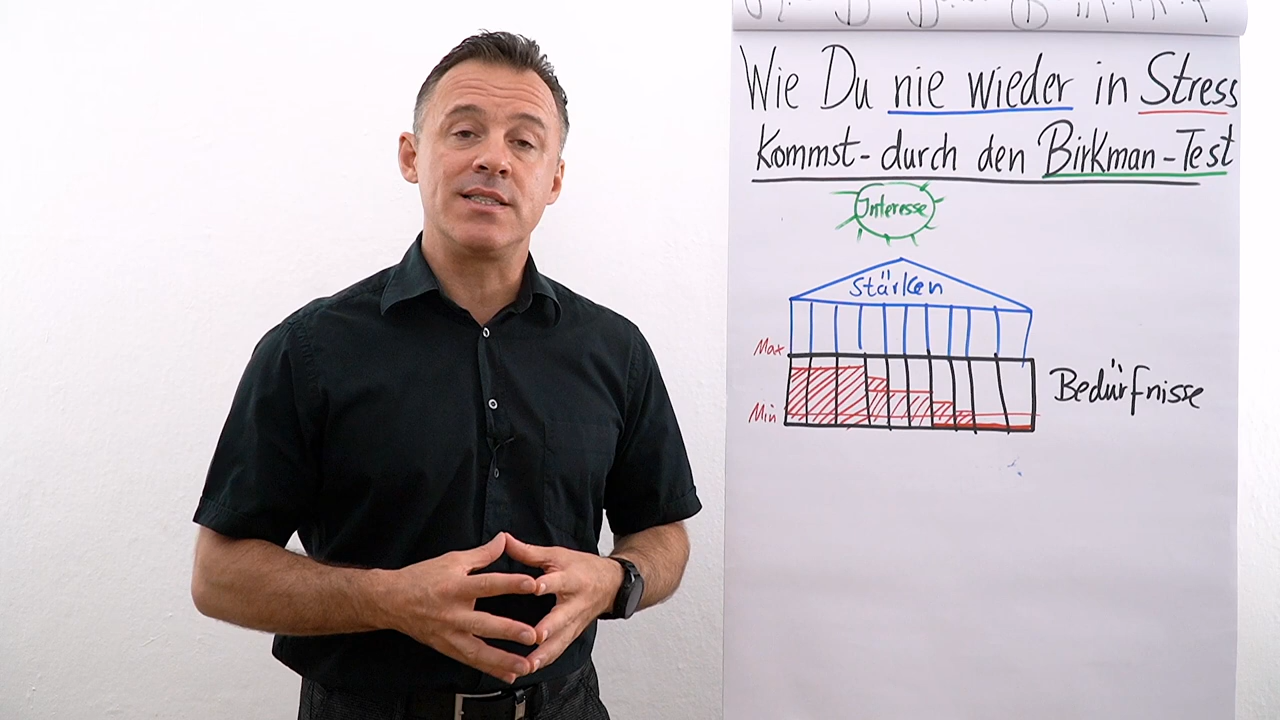 Wie Du nie wieder in Stress
Kommst - durch den Birkman-Test
Interesse
Stärken
Max
Min
Bedürfnisse